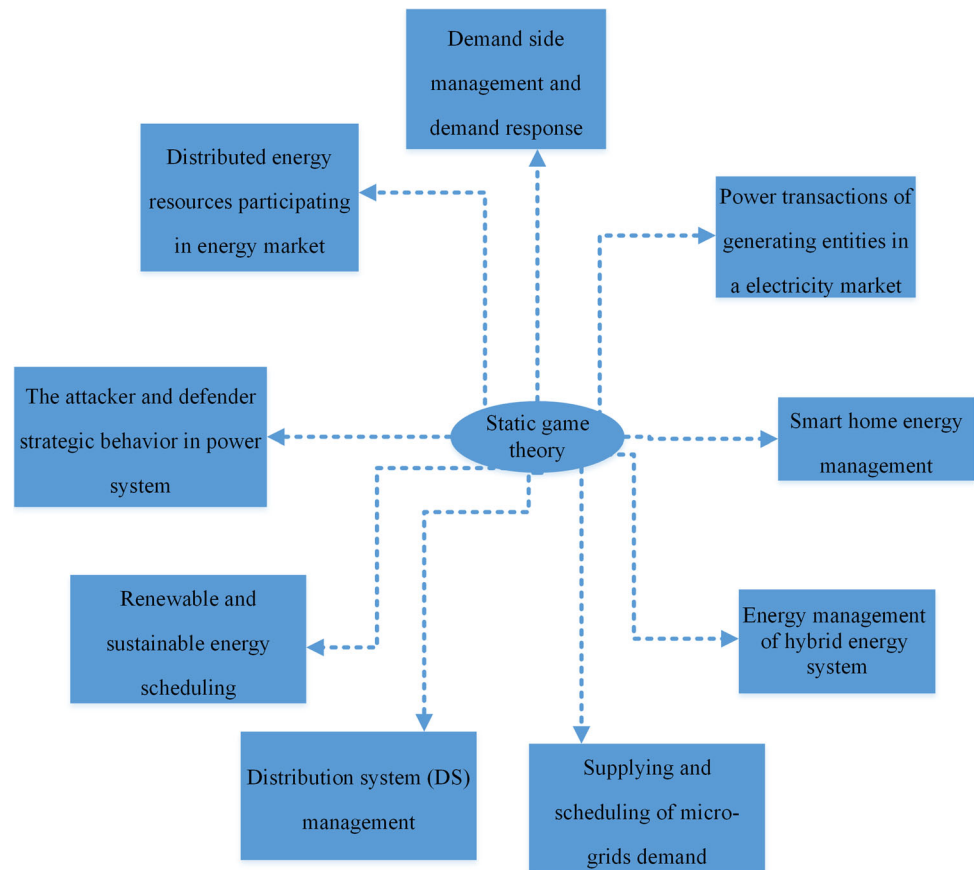 Demand side
management and
demand response
Distributed energy
resources participating
in energy market
Power transactions of
generating entities in
a electricity market
The attacker and defender
strategic behavior in power
system
Static game
theory
Smart home energy
management
Renewable and
sustainable energy
scheduling
Energy management
of hybrid energy
system
Distribution system (DS)
management
Supplying and
scheduling of micro-
grids demand